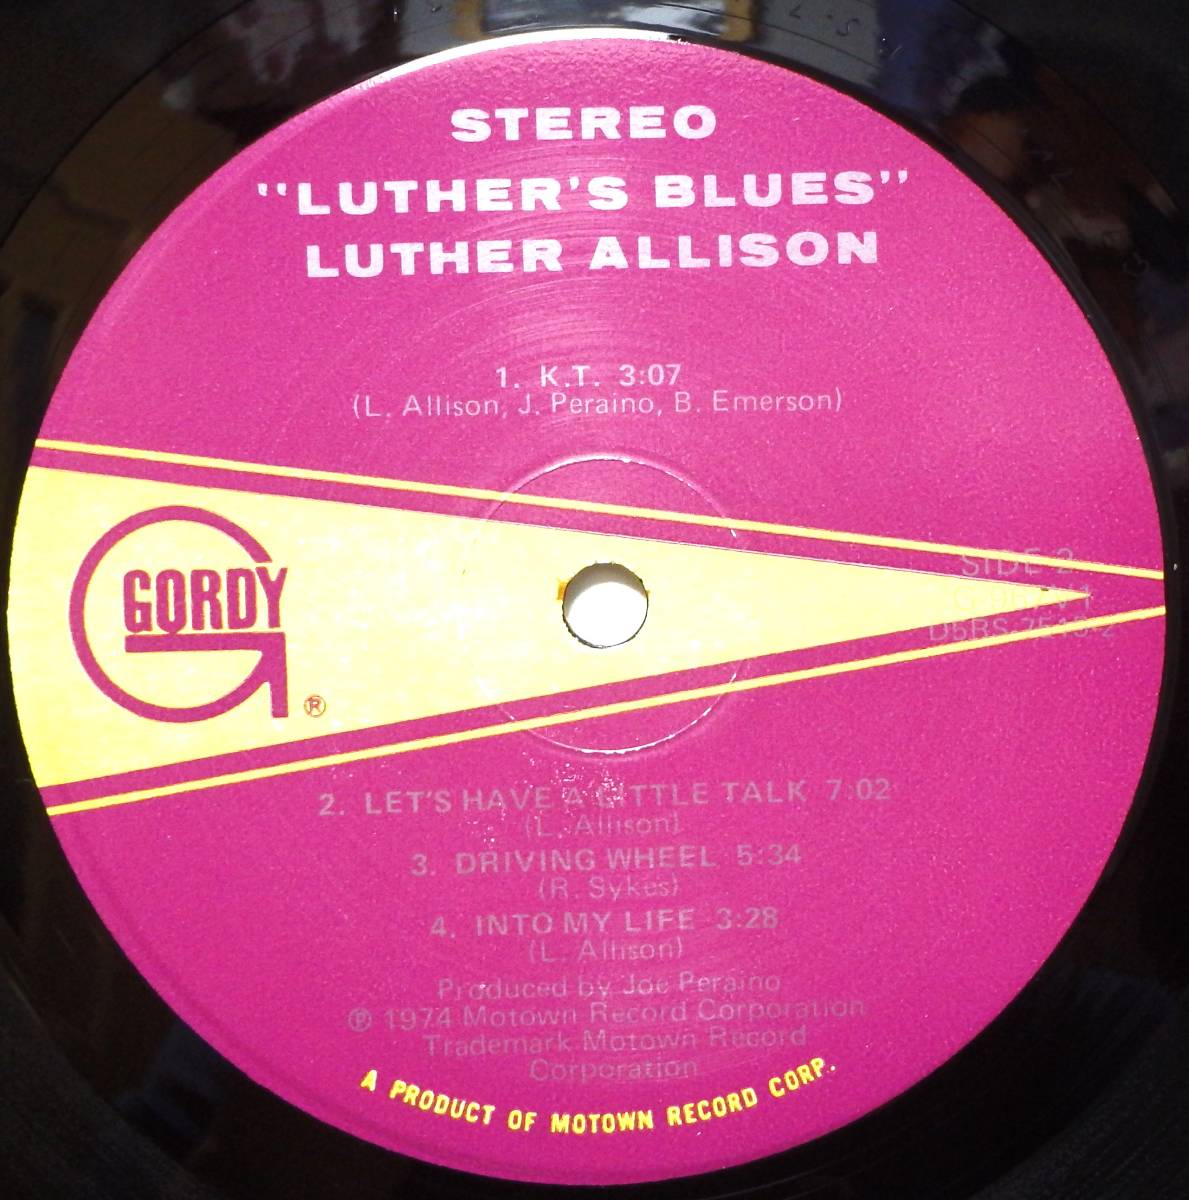 STEREO
"LUTHER'S BLUES"
LUTHER ALLISON
1. K.T. 3:07
(L. Allison, J. Peraino, B. Emerson)
SIDE 2
GORDY
®
2. LET'S HAVE A LITTLE TALK 7:02
(L. Allison)
3. DRIVING WHEEL 5:34
(R. Sykes)
4. INTO MY LIFE 3:28
(L. Allison)
Produced by Joe Peraino
℗ 1974 Motown Record Corporation
Trademark Motown Record
Corporation
A PRODUCT OF MOTOWN RECORD CORP.